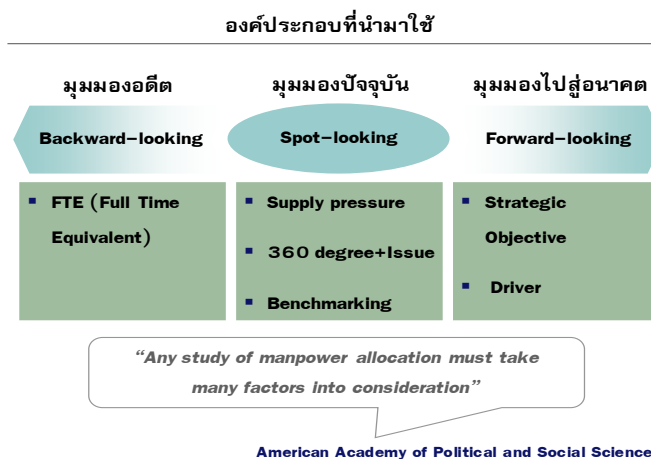 องค์ประกอบที่นำมาใช้
มุมมองอดีต
มุมมองปัจจุบัน
มุมมองไปสู่อนาคต
Backward-looking
Spot-looking
Forward-looking
▪ FTE (Full Time
Equivalent)
▪ Supply pressure
▪ 360 degree+Issue
▪ Benchmarking
▪ Strategic
Objective
▪ Driver
“Any study of manpower allocation must take
many factors into consideration”
American Academy of Political and Social Science